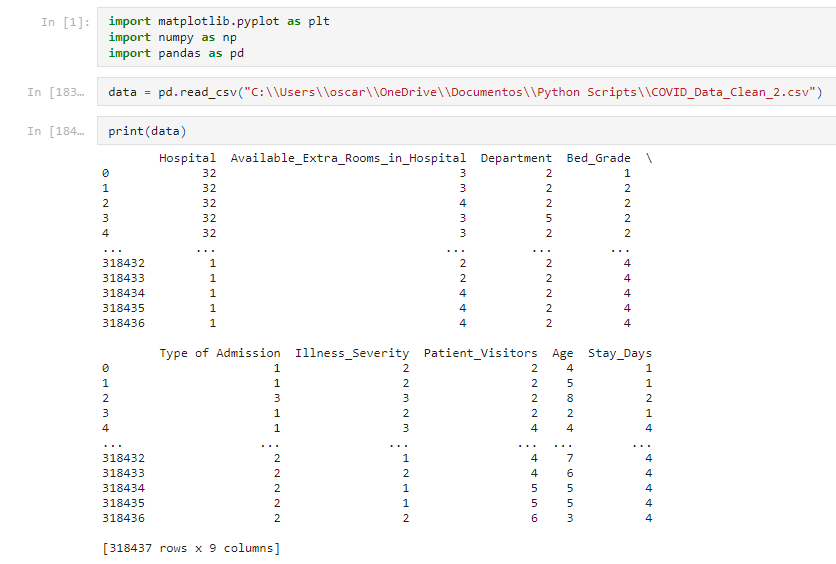 In [1]: import matplotlib.pyplot as plt
import numpy as np
import pandas as pd
In [183… data = pd.read_csv("C:\\Users\\oscar\\OneDrive\\Documentos\\Python Scripts\\COVID_Data_Clean_2.csv")
In [184… print(data)
Hospital Available_Extra_Rooms_in_Hospital Department Bed_Grade \
0 32 3 2 1
1 32 3 2 2
2 32 4 2 2
3 32 3 5 2
4 32 3 2 2
... ... ... ... ...
318432 1 2 2 4
318433 1 2 2 4
318434 1 4 2 4
318435 1 4 2 4
318436 1 4 2 4
Type of Admission Illness_Severity Patient_Visitors Age Stay_Days
0 1 2 2 4 1
1 1 2 2 5 1
2 3 3 2 8 2
3 1 2 2 2 1
4 1 3 4 4 4
... ... ... ... ... ...
318432 2 1 4 7 4
318433 2 2 4 6 4
318434 2 1 5 5 4
318435 2 1 5 5 4
318436 2 2 6 3 4
[318437 rows x 9 columns]